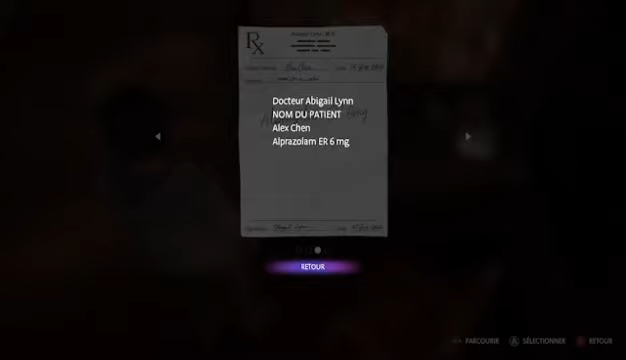 Rx
Docteur Abigail Lynn
NOM DU PATIENT
Alex Chen
Alprazolam ER 6 mg
RETOUR
PARCOURIR
SÉLECTIONNER
RETOUR